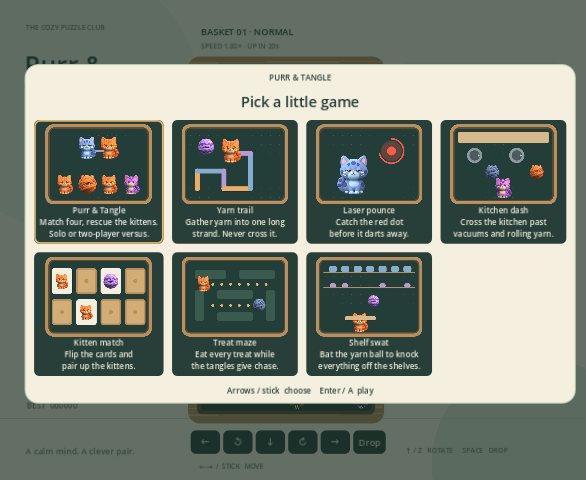 THE COZY PUZZLE CLUB
BASKET 01 · NORMAL
SPEED 1.80× · UP IN 20s
Purr &
PURR & TANGLE
Pick a little game
Purr & Tangle
Match four, rescue the kittens.
Solo or two-player versus.
Yarn trail
Gather yarn into one long
strand. Never cross it.
Laser pounce
Catch the red dot
before it darts away.
Kitchen dash
Cross the kitchen past
vacuums and rolling yarn.
Kitten match
Flip the cards and
pair up the kittens.
Treat maze
Eat every treat while
the tangles give chase.
Shelf swat
Bat the yarn ball to knock
everything off the shelves.
Arrows / stick choose Enter / A play
BEST 000000
← ↻ ↓ ↻ → Drop
A calm mind. A clever pair.
↑ / Z ROTATE SPACE DROP
←→ / STICK MOVE